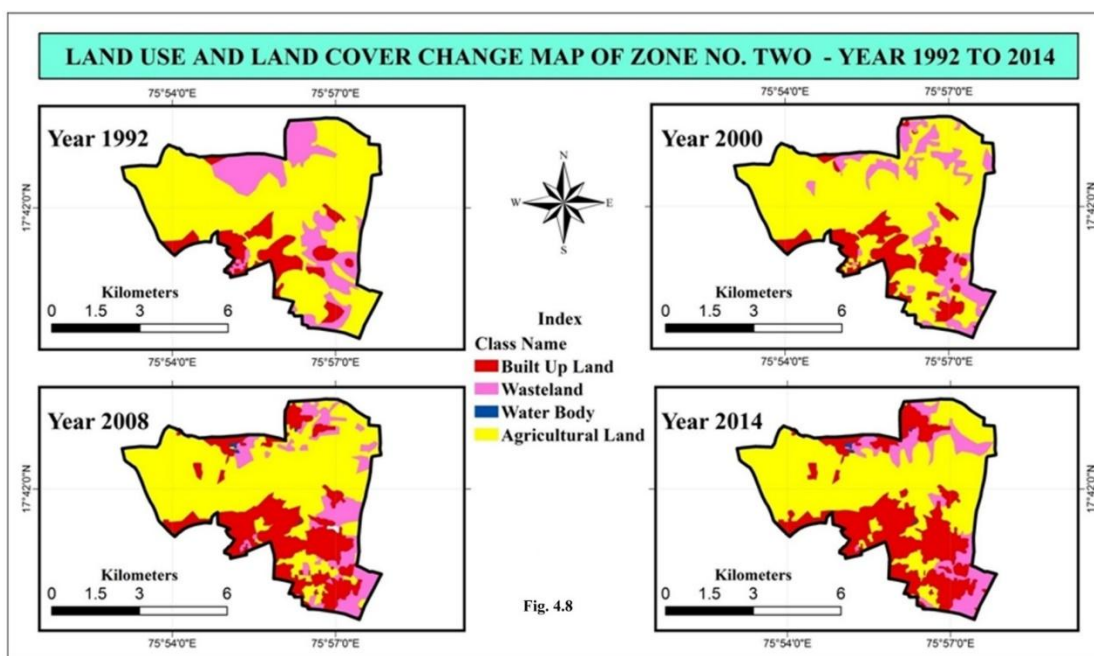 LAND USE AND LAND COVER CHANGE MAP OF ZONE NO. TWO - YEAR 1992 TO 2014
75°54'0"E
75°57'0"E
75°54'0"E
75°57'0"E
Year 1992
Year 2000
N
W
E
S
17°42'0"N
17°42'0"N
Kilometers
0 1.5 3 6
Kilometers
0 1.5 3 6
75°54'0"E
75°57'0"E
75°54'0"E
75°57'0"E
Index
Class Name
Built Up Land
Wasteland
Water Body
Agricultural Land
Year 2008
Year 2014
17°42'0"N
17°42'0"N
Kilometers
0 1.5 3 6
Kilometers
0 1.5 3 6
Fig. 4.8
75°54'0"E
75°57'0"E
75°54'0"E
75°57'0"E